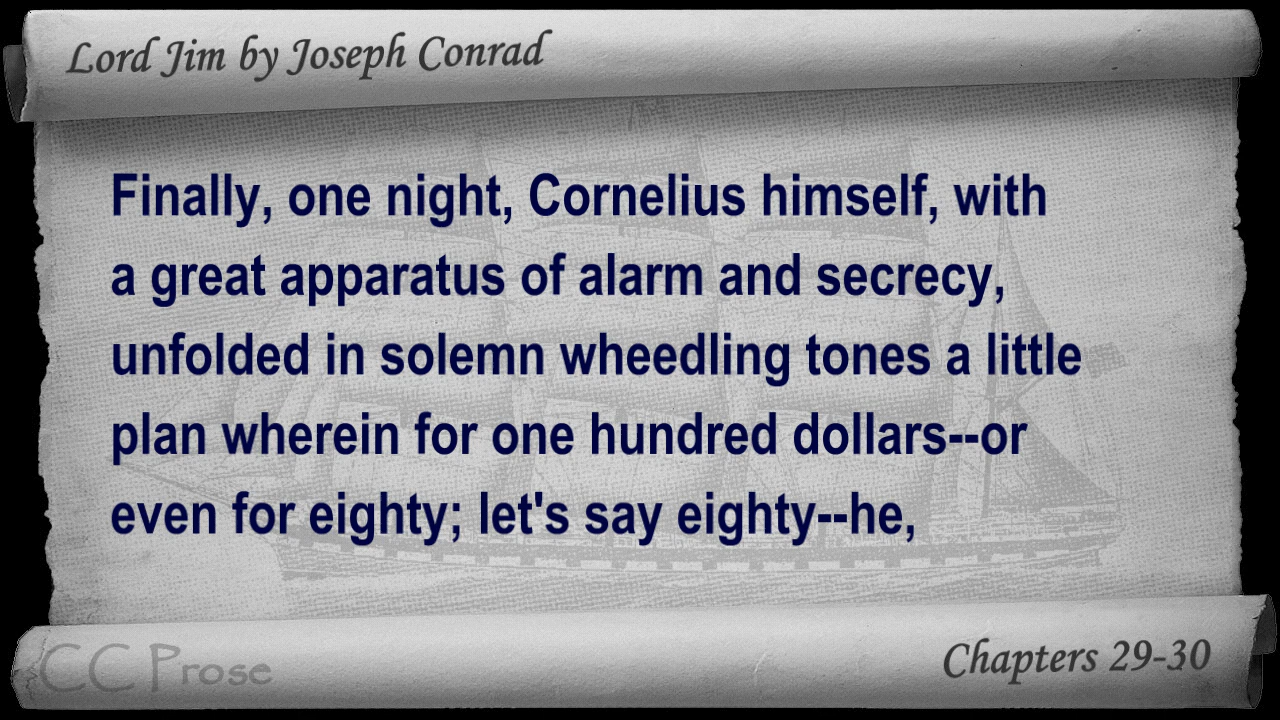 Lord Jim by Joseph Conrad
Finally, one night, Cornelius himself, with
a great apparatus of alarm and secrecy,
unfolded in solemn wheedling tones a little
plan wherein for one hundred dollars--or
even for eighty; let's say eighty--he,
CC Prose
Chapters 29-30